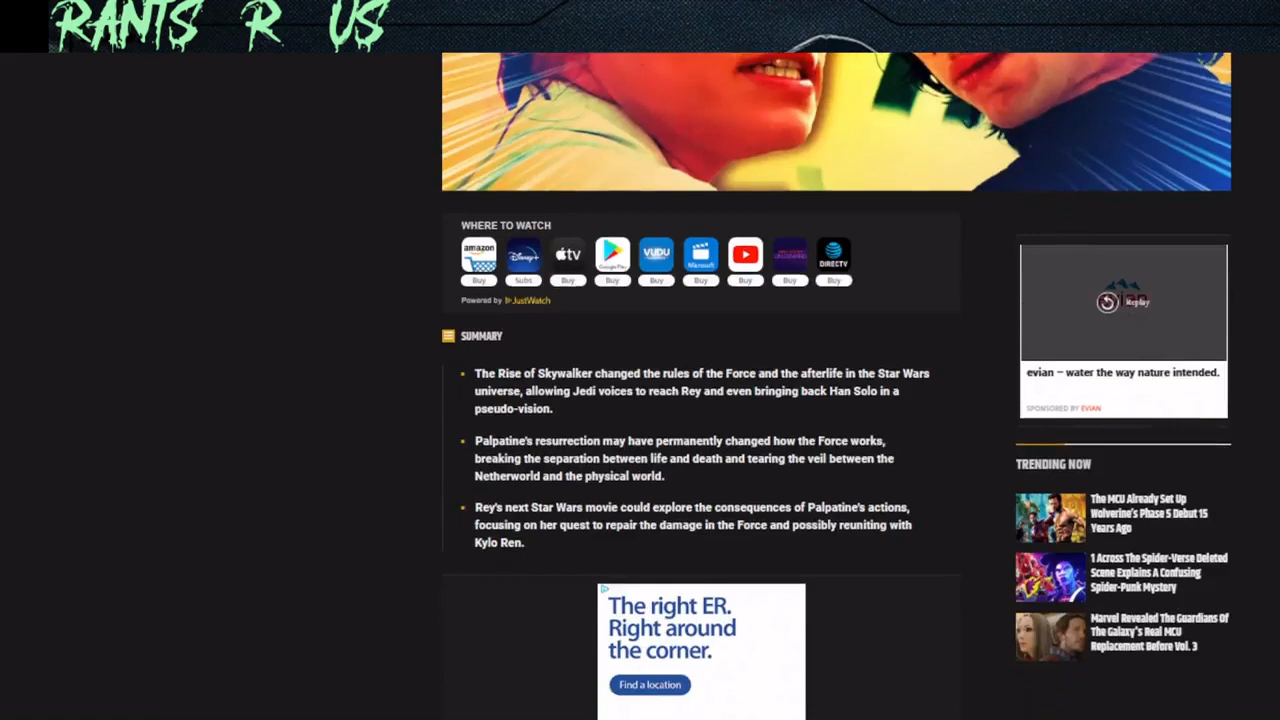 RANTS R US
WHERE TO WATCH
amazon
Disney+
tv
Google Play
VUDU
Microsoft
DIRECTV
Buy
Subs
Buy
Buy
Buy
Buy
Buy
Buy
Buy
Powered by JustWatch
SUMMARY
The Rise of Skywalker changed the rules of the Force and the afterlife in the Star Wars
universe, allowing Jedi voices to reach Rey and even bringing back Han Solo in a
pseudo-vision.
Palpatine's resurrection may have permanently changed how the Force works,
breaking the separation between life and death and tearing the veil between the
Netherworld and the physical world.
Rey's next Star Wars movie could explore the consequences of Palpatine's actions,
focusing on her quest to repair the damage in the Force and possibly reuniting with
Kylo Ren.
The right ER.
Right around
the corner.
Find a location
Replay
evian – water the way nature intended.
SPONSORED BY EVIAN
TRENDING NOW
The MCU Already Set Up
Wolverine's Phase 5 Debut 15
Years Ago
1 Across The Spider-Verse Deleted
Scene Explains A Confusing
Spider-Punk Mystery
Marvel Revealed The Guardians Of
The Galaxy's Real MCU
Replacement Before Vol. 3